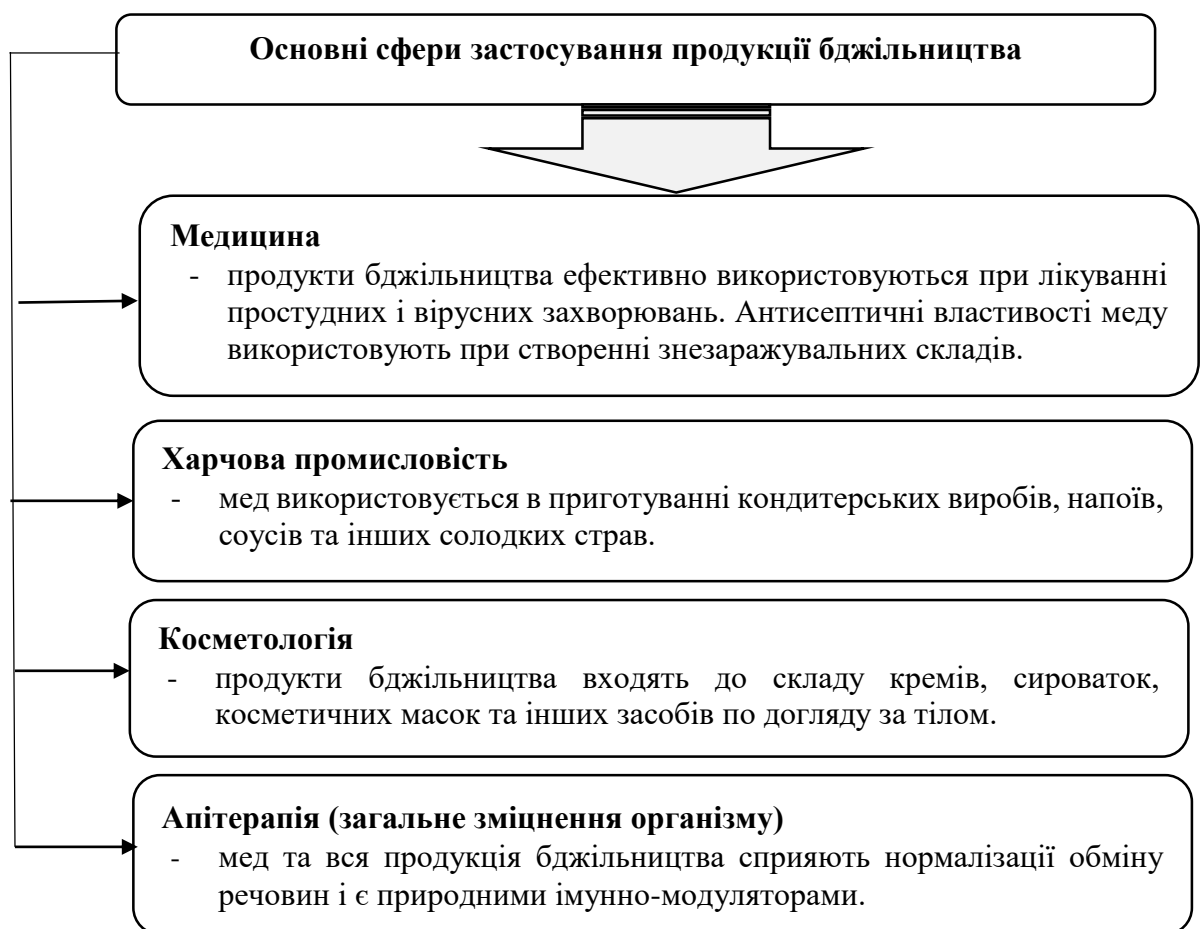 Основні сфери застосування продукції бджільництва
Медицина
- продукти бджільництва ефективно використовуються при лікуванні
простудних і вірусних захворювань. Антисептичні властивості меду
використовують при створенні знезаражувальних складів.
Харчова промисловість
- мед використовується в приготуванні кондитерських виробів, напоїв,
соусів та інших солодких страв.
Косметологія
- продукти бджільництва входять до складу кремів, сироваток,
косметичних масок та інших засобів по догляду за тілом.
Апітерапія (загальне зміцнення організму)
- мед та вся продукція бджільництва сприяють нормалізації обміну
речовин і є природними імунно-модуляторами.